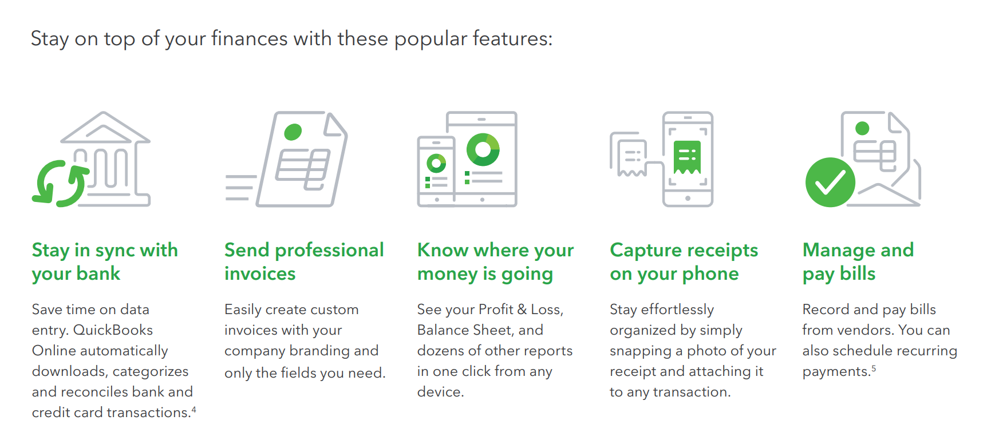 Stay on top of your finances with these popular features:
Stay in sync with
your bank
Save time on data
entry. QuickBooks
Online automatically
downloads, categorizes
and reconciles bank and
credit card transactions.⁴
Send professional
invoices
Easily create custom
invoices with your
company branding and
only the fields you need.
Know where your
money is going
See your Profit & Loss,
Balance Sheet, and
dozens of other reports
in one click from any
device.
Capture receipts
on your phone
Stay effortlessly
organized by simply
snapping a photo of your
receipt and attaching it
to any transaction.
Manage and
pay bills
Record and pay bills
from vendors. You can
also schedule recurring
payments.⁵